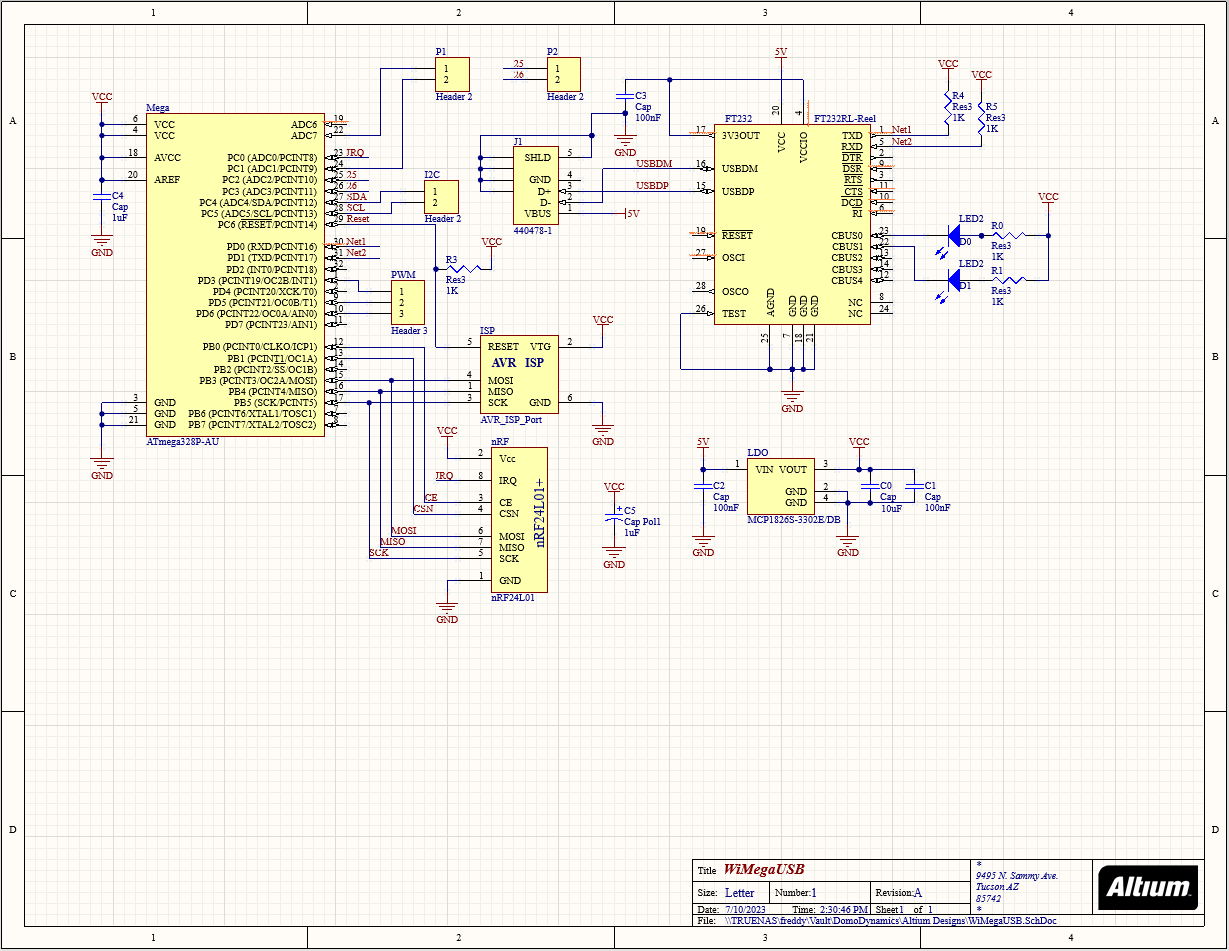 1 2 3 4
A B C D
A B C D
VCC
Mega
6 VCC
4 VCC
18 AVCC
20 AREF
C4
Cap
1uF
GND
ADC6 19
ADC7 22
PC0 (ADC0/PCINT8) 23 IRQ
PC1 (ADC1/PCINT9) 24
PC2 (ADC2/PCINT10) 25 25
PC3 (ADC3/PCINT11) 26 26
PC4 (ADC4/SDA/PCINT12) 27 SDA
PC5 (ADC5/SCL/PCINT13) 28 SCL
PC6 (RESET/PCINT14) 29 Reset
PD0 (RXD/PCINT16) 30 Net1
PD1 (TXD/PCINT17) 31 Net2
PD2 (INT0/PCINT18) 32
PD3 (PCINT19/OC2B/INT1)
PD4 (PCINT20/XCK/T0)
PD5 (PCINT21/OC0B/T1) 9
PD6 (PCINT22/OC0A/AIN0) 10
PD7 (PCINT23/AIN1) 11
PB0 (PCINT0/CLKO/ICP1) 12
PB1 (PCINT1/OC1A) 13
PB2 (PCINT2/SS/OC1B) 14
PB3 (PCINT3/OC2A/MOSI) 15
PB4 (PCINT4/MISO) 16
PB5 (SCK/PCINT5) 17
PB6 (PCINT6/XTAL1/TOSC1)
PB7 (PCINT7/XTAL2/TOSC2)
3 GND
5 GND
21 GND
ATmega328P-AU
GND
P1
1
2
Header 2
P2
25 1
26 2
Header 2
I2C
1
2
Header 2
PWM
1
2
3
Header 3
VCC
R3
Res3
1K
J1
SHLD 5
GND 4
D+ 3
D- 2
VBUS 1
440478-1
5V
USBDM
USBDP
C3
Cap
100nF
GND
5V
20 4
FT232 FT232RL-Reel
17 3V3OUT
16 USBDM
15 USBDP
19 RESET
27 OSCI
28 OSCO
26 TEST
VCC
VCCIO
TXD 1 Net1
RXD 5 Net2
DTR 2
DSR 9
RTS 3
CTS 11
DCD 10
RI 6
CBUS0 23
CBUS1 22
CBUS2 13
CBUS3 14
CBUS4 12
NC 8
NC 24
AGND GND GND GND
25 7 18 21
GND
VCC
R4
Res3
1K
VCC
R5
Res3
1K
VCC
LED2
D0
R0
Res3
1K
LED2
D1
R1
Res3
1K
ISP
5 RESET VTG 2
AVR ISP
4 MOSI
1 MISO
3 SCK GND 6
AVR_ISP_Port
VCC
GND
VCC
nRF
2 Vcc
IRQ 8 IRQ
CE 3 CE
CSN 4 CSN
MOSI 6 MOSI
MISO 7 MISO
SCK 5 SCK
1 GND
nRF24L01+
nRF24L01
GND
VCC
C5
Cap Pol1
1uF
GND
5V
LDO
1 VIN VOUT 3
GND 2
GND 4
MCP1826S-3302E/DB
C2
Cap
100nF
GND
VCC
C0
Cap
10uF
C1
Cap
100nF
GND
Title WiMegaUSB
Size: Letter Number:1 Revision:A
Date: 7/10/2023 Time: 2:30:46 PM Sheet1 of 1
File: \\TRUENAS\freddy\Vault\DomoDynamics\Altium Designs\WiMegaUSB.SchDoc
*
9495 N. Sammy Ave.
Tucson AZ
85742
*
Altium
1 2 3 4